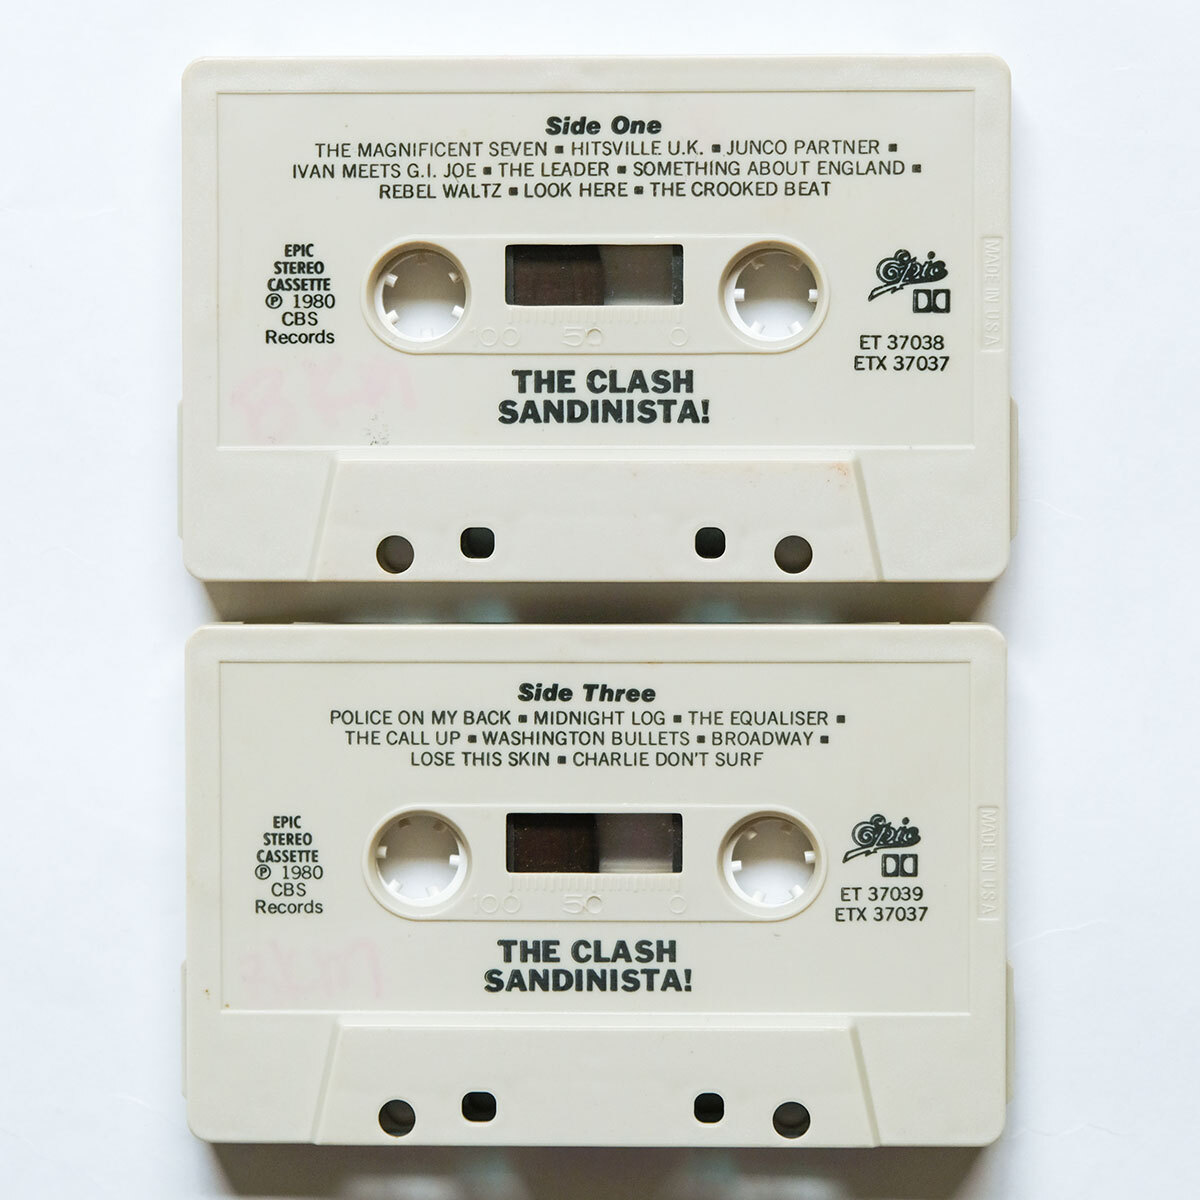 Side One
THE MAGNIFICENT SEVEN ▪ HITSVILLE U.K. ▪ JUNCO PARTNER ▪
IVAN MEETS G.I. JOE ▪ THE LEADER ▪ SOMETHING ABOUT ENGLAND ▪
REBEL WALTZ ▪ LOOK HERE ▪ THE CROOKED BEAT
EPIC
STEREO
CASSETTE
Ⓟ 1980
CBS
Records
100 50 0
Epic
ET 37038
ETX 37037
MADE IN USA
THE CLASH
SANDINISTA!
Side Three
POLICE ON MY BACK ▪ MIDNIGHT LOG ▪ THE EQUALISER ▪
THE CALL UP ▪ WASHINGTON BULLETS ▪ BROADWAY ▪
LOSE THIS SKIN ▪ CHARLIE DON'T SURF
EPIC
STEREO
CASSETTE
Ⓟ 1980
CBS
Records
100 50 0
Epic
ET 37039
ETX 37037
MADE IN USA
THE CLASH
SANDINISTA!